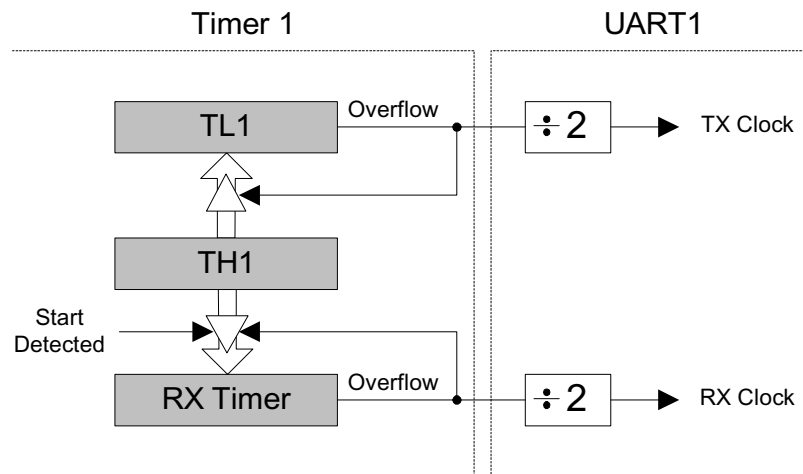 Timer 1
UART1
TL1
Overflow
÷ 2
TX Clock
TH1
Start
Detected
RX Timer
Overflow
÷ 2
RX Clock